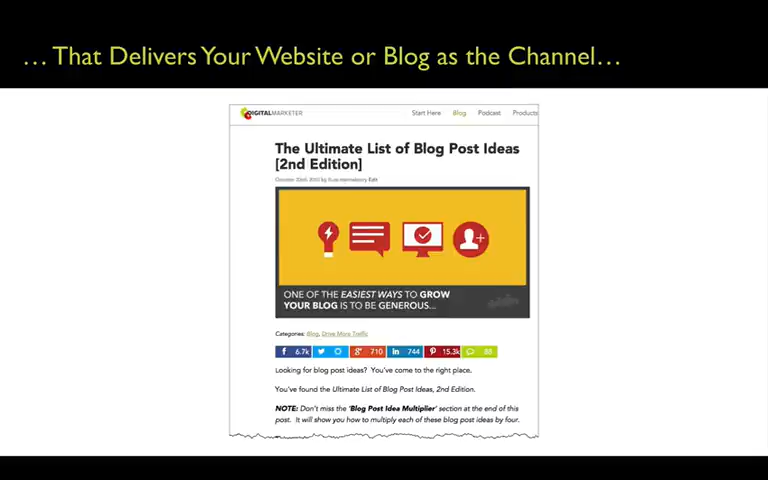 … That Delivers Your Website or Blog as the Channel…
DIGITALMARKETER
Start Here Blog Podcast Products
The Ultimate List of Blog Post Ideas
[2nd Edition]
by Edit
ONE OF THE EASIEST WAYS TO GROW
YOUR BLOG IS TO BE GENEROUS...
Categories: Blog, Drive More Traffic
6.7k 710 744 15.3k 88
Looking for blog post ideas? You've come to the right place.
You've found the Ultimate List of Blog Post Ideas, 2nd Edition.
NOTE: Don't miss the 'Blog Post Idea Multiplier' section at the end of this
post. It will show you how to multiply each of these blog post ideas by four.